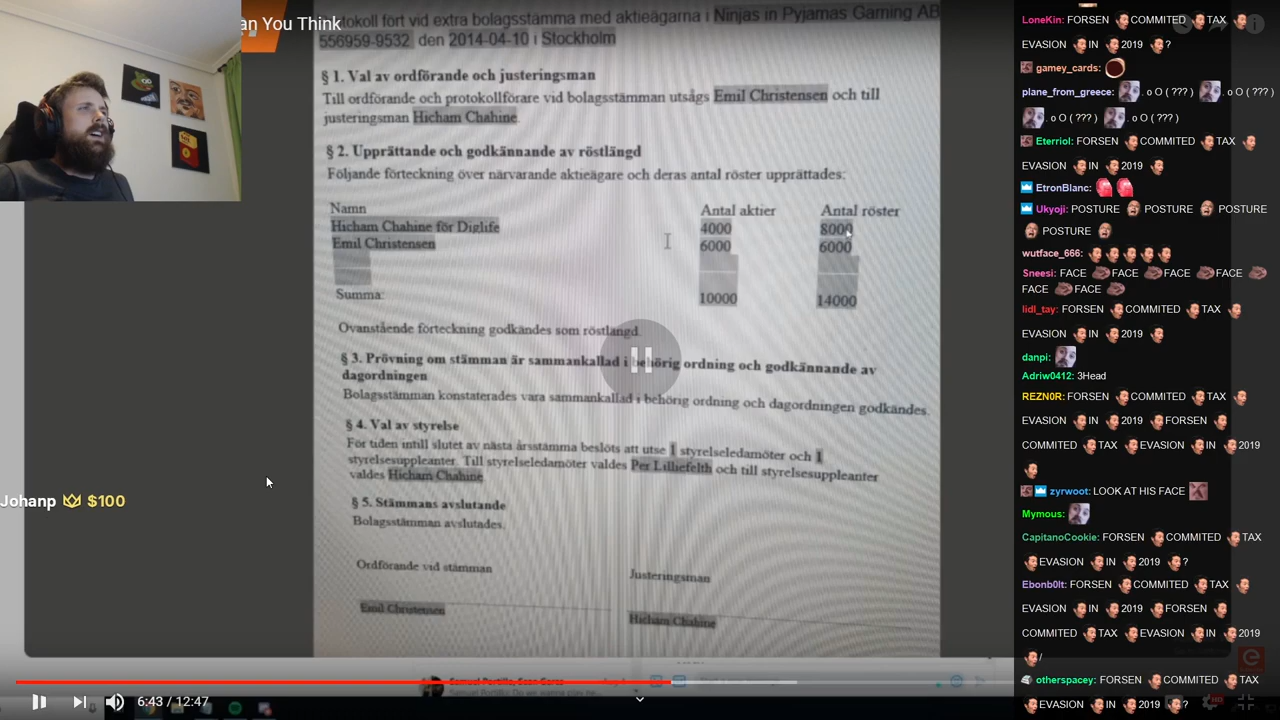 an You Think
tokoll fört vid extra bolagsstämma med aktieägarna i Ninjas in Pyjamas Gaming AB
556959-9532 den 2014-04-10 i Stockholm
§ 1. Val av ordförande och justeringsman
Till ordförande och protokollförare vid bolagsstämman utsågs Emil Christensen och till
justeringsman Hicham Chahine.
§ 2. Upprättande och godkännande av röstlängd
Följande förteckning över närvarande aktieägare och deras antal röster upprättades:
Namn Antal aktier Antal röster
Hicham Chahine för Diglife 4000 8000
Emil Christensen 6000 6000
Summa: 10000 14000
Ovanstående förteckning godkändes som röstlängd.
§ 3. Prövning om stämman är sammankallad i behörig ordning och godkännande av
dagordningen
Bolagsstämman konstaterades vara sammankallad i behörig ordning och dagordningen godkändes.
§ 4. Val av styrelse
För tiden intill slutet av nästa årsstämma beslöts att utse 1 styrelseledamöter och 1
styrelsesuppleanter. Till styrelseledamöter valdes Per Lilliefelth och till styrelsesuppleanter
valdes Hicham Chahine
§ 5. Stämmans avslutande
Bolagsstämman avslutades.
Ordförande vid stämman Justeringsman
Emil Christensen Hicham Chahine
Johanp $100
6:43 / 12:47
LoneKin: FORSEN COMMITED TAX
EVASION IN 2019 ?
gamey_cards:
plane_from_greece: . o O ( ??? ) . o O ( ??? )
. o O ( ??? ) . o O ( ??? )
Eterriol: FORSEN COMMITED TAX
EVASION IN 2019
EtronBlanc:
Ukyoji: POSTURE POSTURE POSTURE
POSTURE
wutface_666:
Sneesi: FACE FACE FACE FACE
FACE FACE
lidl_tay: FORSEN COMMITED TAX
EVASION IN 2019
danpi:
Adriw0412: 3Head
REZN0R: FORSEN COMMITED TAX
EVASION IN 2019 FORSEN
COMMITED TAX EVASION IN 2019
zyrwoot: LOOK AT HIS FACE
Mymous:
CapitanoCookie: FORSEN COMMITED TAX
EVASION IN 2019 ?
Ebonb0lt: FORSEN COMMITED TAX
EVASION IN 2019 FORSEN
COMMITED TAX EVASION IN 2019
/
otherspacey: FORSEN COMMITED TAX
EVASION IN 2019 ?